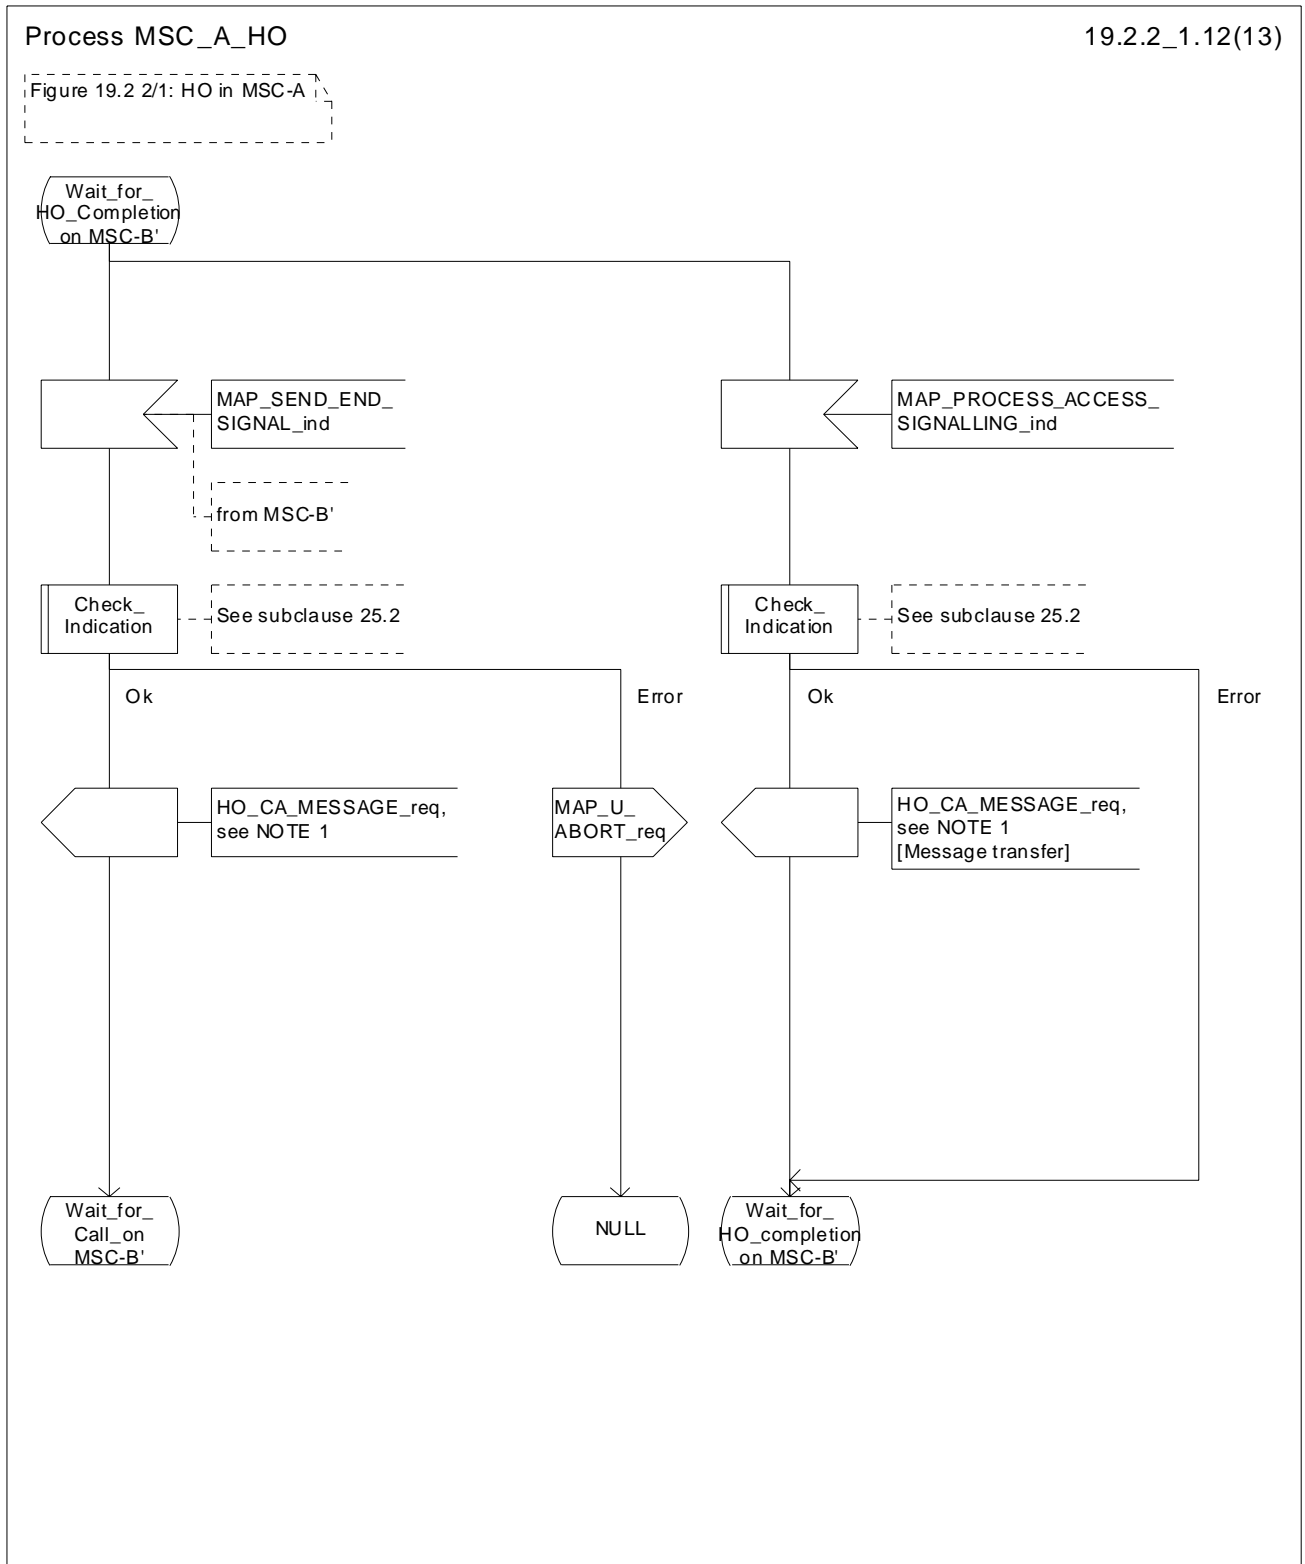 Process MSC_A_HO
19.2.2_1.12(13)
Figure 19.2 2/1: HO in MSC-A
Wait_for_
HO_Completion
on MSC-B'
MAP_SEND_END_
SIGNAL_ind
MAP_PROCESS_ACCESS_
SIGNALLING_ind
from MSC-B'
Check_
Indication
See subclause 25.2
Check_
Indication
See subclause 25.2
Ok
Error
Ok
Error
HO_CA_MESSAGE_req,
see NOTE 1
MAP_U_
ABORT_req
HO_CA_MESSAGE_req,
see NOTE 1
[Message transfer]
Wait_for_
Call_on
MSC-B'
NULL
Wait_for_
HO_completion
on MSC-B'